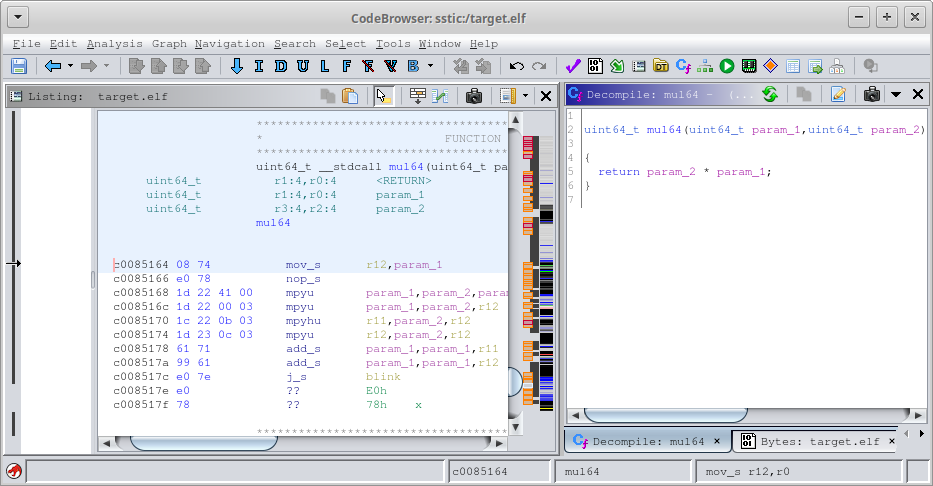 CodeBrowser: sstic:/target.elf
File Edit Analysis Graph Navigation Search Select Tools Window Help
I D U L F F V B
Listing: target.elf
************************************
* FUNCTION
************************************
uint64_t __stdcall mul64(uint64_t pa
uint64_t r1:4,r0:4 <RETURN>
uint64_t r1:4,r0:4 param_1
uint64_t r3:4,r2:4 param_2
mul64
c0085164 08 74 mov_s r12,param_1
c0085166 e0 78 nop_s
c0085168 1d 22 41 00 mpyu param_1,param_2,para
c008516c 1d 22 00 03 mpyu param_1,param_2,r12
c0085170 1c 22 0b 03 mpyhu r11,param_2,r12
c0085174 1d 23 0c 03 mpyu r12,param_2,r12
c0085178 61 71 add_s param_1,param_1,r11
c008517a 99 61 add_s param_1,param_1,r12
c008517c e0 7e j_s blink
c008517e e0 ?? E0h
c008517f 78 ?? 78h x
************************************
Decompile: mul64 - (...
1
2 uint64_t mul64(uint64_t param_1,uint64_t param_2)
3
4 {
5 return param_2 * param_1;
6 }
7
Decompile: mul64 ×
Bytes: target.elf ×
c0085164
mul64
mov_s r12,r0